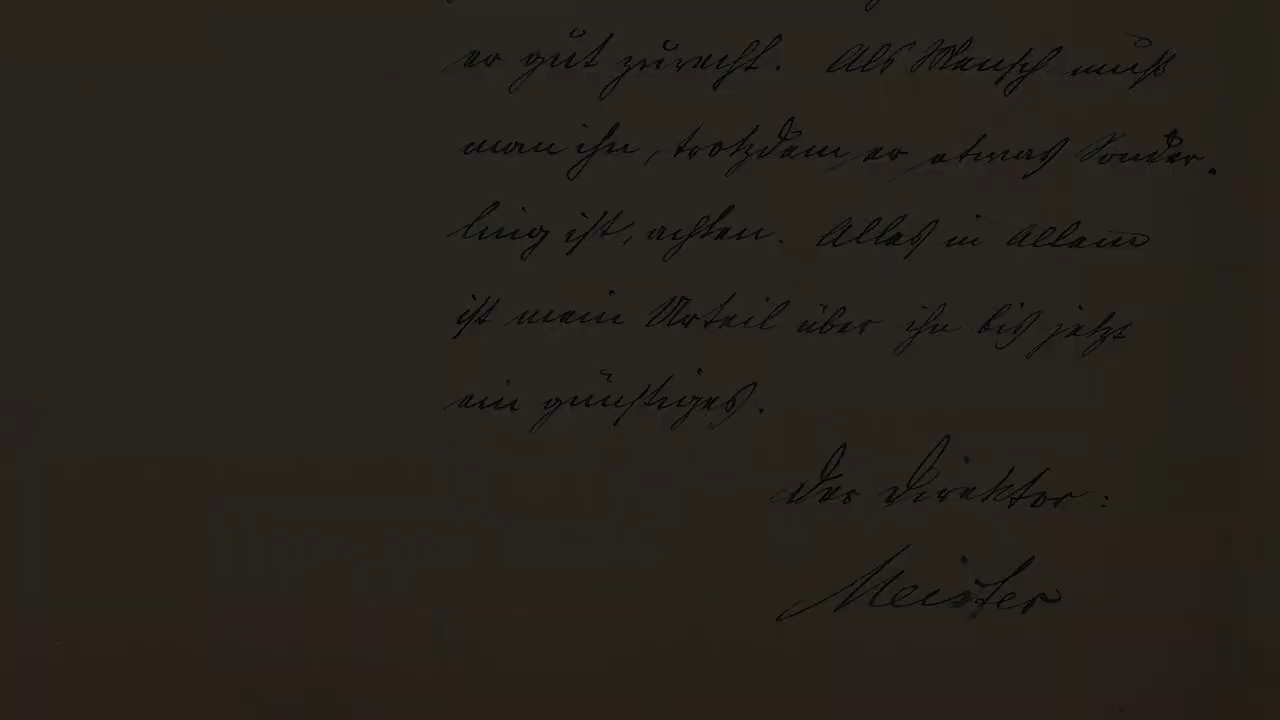 er gut zurecht. Als Mensch muß
man ihn, trotzdem er etwas Sonder-
ling ist, achten. Alles in Allem
ist mein Urteil über ihn bis jetzt
ein günstiges.
Der Direktor:
Meister